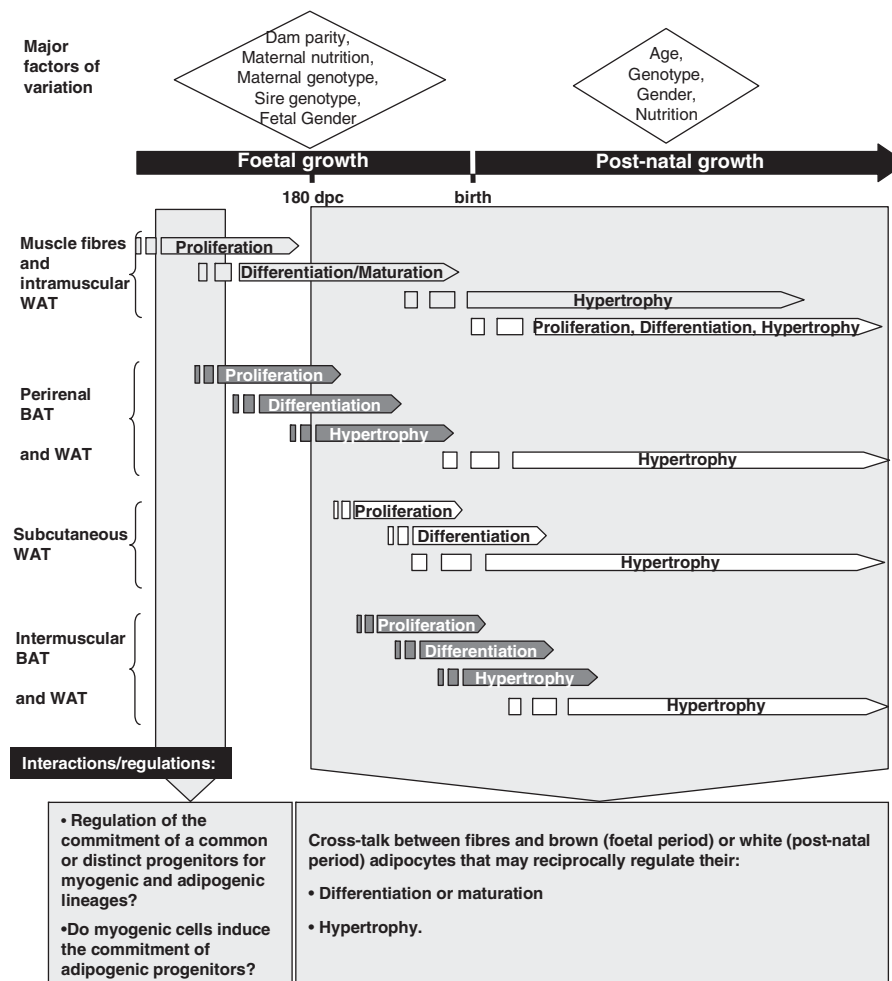 Major
factors of
variation
Dam parity,
Maternal nutrition,
Maternal genotype,
Sire genotype,
Fetal Gender
Age,
Genotype,
Gender,
Nutrition
Foetal growth
Post-natal growth
180 dpc
birth
Muscle fibres
and
intramuscular
WAT
Proliferation
Differentiation/Maturation
Hypertrophy
Proliferation, Differentiation, Hypertrophy
Perirenal
BAT
and WAT
Proliferation
Differentiation
Hypertrophy
Hypertrophy
Subcutaneous
WAT
Proliferation
Differentiation
Hypertrophy
Intermuscular
BAT
and WAT
Proliferation
Differentiation
Hypertrophy
Hypertrophy
Interactions/regulations:
• Regulation of the
commitment of a common
or distinct progenitors for
myogenic and adipogenic
lineages?
•Do myogenic cells induce
the commitment of
adipogenic progenitors?
Cross-talk between fibres and brown (foetal period) or white (post-natal
period) adipocytes that may reciprocally regulate their:
• Differentiation or maturation
• Hypertrophy.